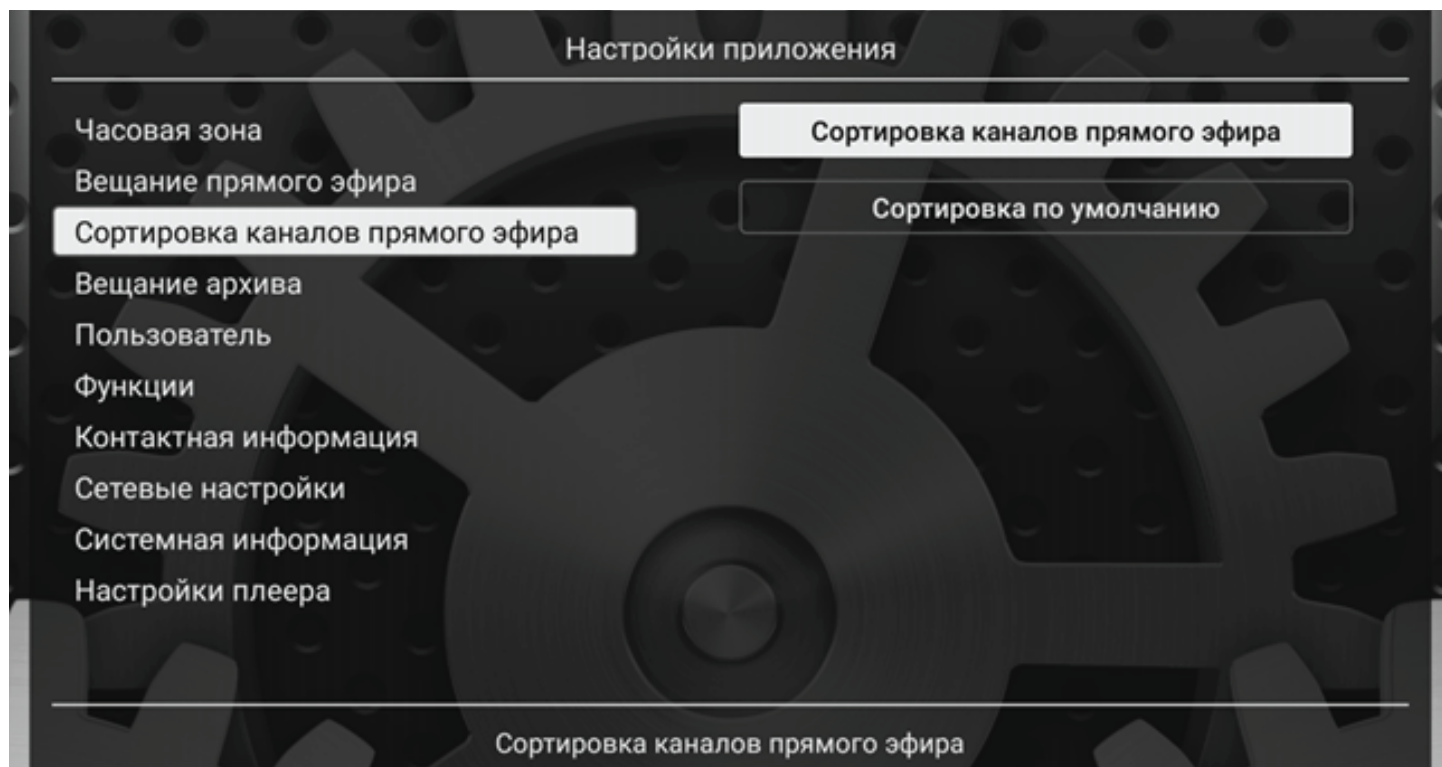 Настройки приложения
Часовая зона
Вещание прямого эфира
Сортировка каналов прямого эфира
Вещание архива
Пользователь
Функции
Контактная информация
Сетевые настройки
Системная информация
Настройки плеера
Сортировка каналов прямого эфира
Сортировка по умолчанию
Сортировка каналов прямого эфира